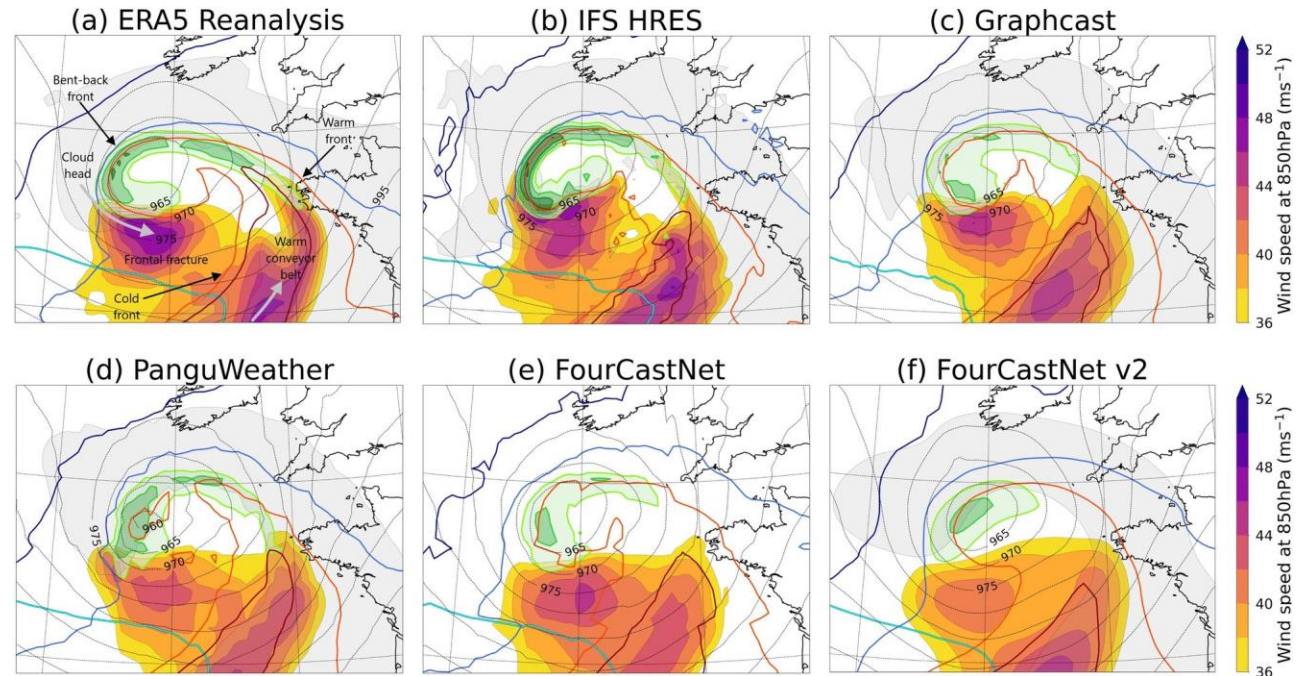 (a) ERA5 Reanalysis
(b) IFS HRES
(c) Graphcast
Bent-back
front
Warm
front
Cloud
head
995
965
970
975
Frontal fracture
Warm
conveyor
belt
Cold
front
965
970
975
965
970
975
52
48
44
40
36
Wind speed at 850hPa (ms⁻¹)
(d) PanguWeather
(e) FourCastNet
(f) FourCastNet v2
975
960
965
970
965
970
975
965
970
975
52
48
44
40
36
Wind speed at 850hPa (ms⁻¹)